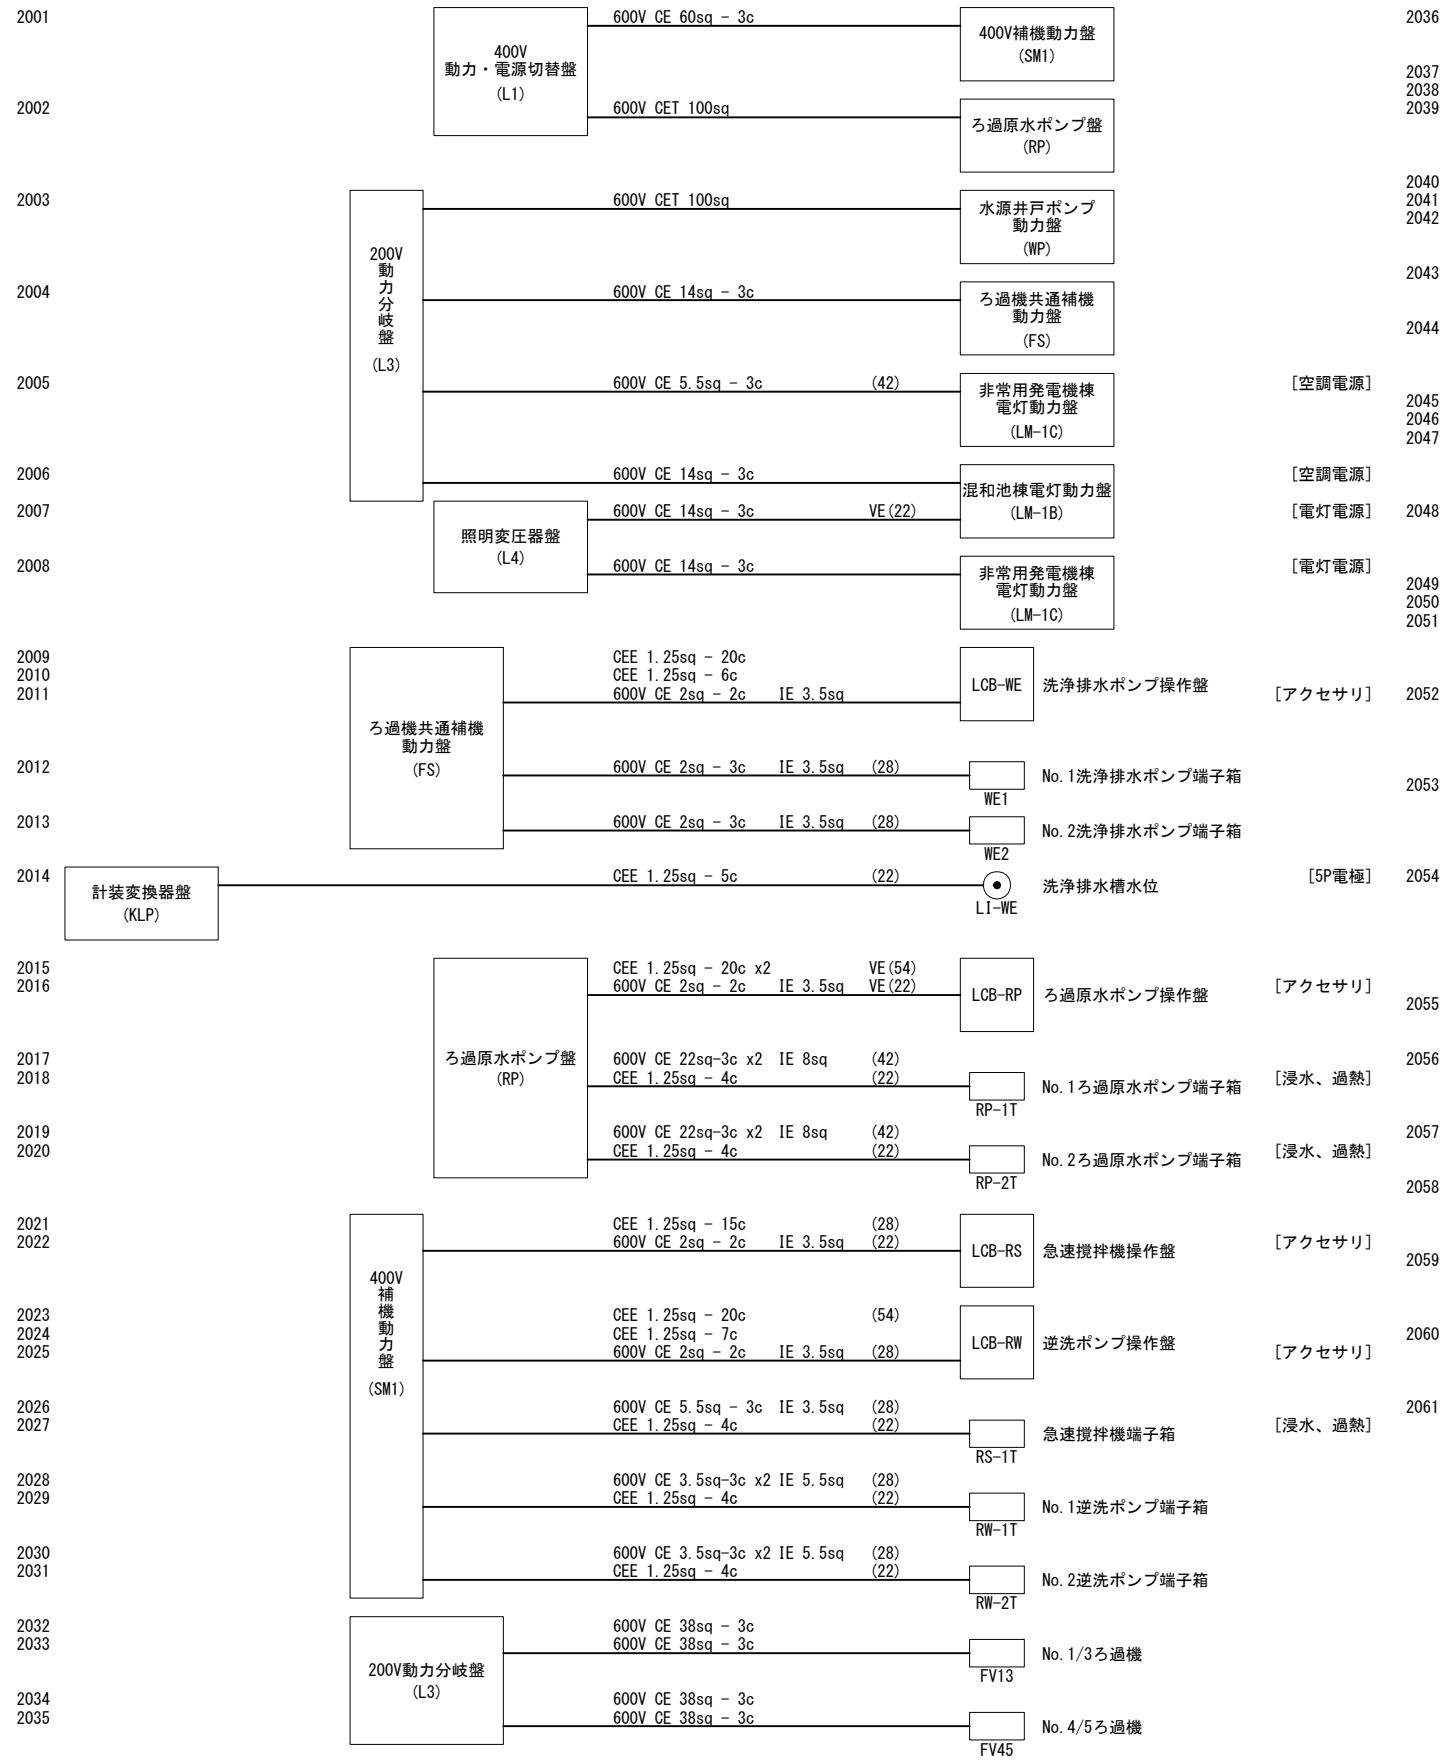 2001
600V CE 60sq - 3c
2036
400V
動力・電源切替盤
(L1)
400V補機動力盤
(SM1)
2037
2038
2002
600V CET 100sq
2039
ろ過原水ポンプ盤
(RP)
2040
2003
600V CET 100sq
2041
水源井戸ポンプ
動力盤
(WP)
2042
200V
動力分岐盤
(L3)
2043
2004
600V CE 14sq - 3c
ろ過機共通補機
動力盤
(FS)
2044
2005
600V CE 5.5sq - 3c (42)
[空調電源]
非常用発電機棟
電灯動力盤
(LM-1C)
2045
2046
2047
2006
600V CE 14sq - 3c
[空調電源]
混和池棟電灯動力盤
(LM-1B)
2007
600V CE 14sq - 3c VE(22)
[電灯電源]
2048
照明変圧器盤
(L4)
2008
600V CE 14sq - 3c
[電灯電源]
非常用発電機棟
電灯動力盤
(LM-1C)
2049
2050
2051
2009
CEE 1.25sq - 20c
2010
CEE 1.25sq - 6c
2011
600V CE 2sq - 2c IE 3.5sq
LCB-WE
洗浄排水ポンプ操作盤
[アクセサリ]
2052
ろ過機共通補機
動力盤
(FS)
2012
600V CE 2sq - 3c IE 3.5sq (28)
No.1洗浄排水ポンプ端子箱
WE1
2053
2013
600V CE 2sq - 3c IE 3.5sq (28)
No.2洗浄排水ポンプ端子箱
WE2
2014
計装変換器盤
(KLP)
CEE 1.25sq - 5c (22)
LI-WE
洗浄排水槽水位
[5P電極]
2054
2015
CEE 1.25sq - 20c x2 VE(54)
2016
600V CE 2sq - 2c IE 3.5sq VE(22)
LCB-RP
ろ過原水ポンプ操作盤
[アクセサリ]
2055
ろ過原水ポンプ盤
(RP)
2017
600V CE 22sq-3c x2 IE 8sq (42)
2056
2018
CEE 1.25sq - 4c (22)
No.1ろ過原水ポンプ端子箱
[浸水、過熱]
RP-1T
2019
600V CE 22sq-3c x2 IE 8sq (42)
2057
2020
CEE 1.25sq - 4c (22)
No.2ろ過原水ポンプ端子箱
[浸水、過熱]
RP-2T
2058
2021
CEE 1.25sq - 15c (28)
2022
600V CE 2sq - 2c IE 3.5sq (22)
LCB-RS
急速撹拌機操作盤
[アクセサリ]
2059
400V
補機動力盤
(SM1)
2023
CEE 1.25sq - 20c (54)
2024
CEE 1.25sq - 7c
2060
2025
600V CE 2sq - 2c IE 3.5sq (28)
LCB-RW
逆洗ポンプ操作盤
[アクセサリ]
2026
600V CE 5.5sq - 3c IE 3.5sq (28)
2061
2027
CEE 1.25sq - 4c (22)
急速撹拌機端子箱
[浸水、過熱]
RS-1T
2028
600V CE 3.5sq-3c x2 IE 5.5sq (28)
2029
CEE 1.25sq - 4c (22)
No.1逆洗ポンプ端子箱
RW-1T
2030
600V CE 3.5sq-3c x2 IE 5.5sq (28)
2031
CEE 1.25sq - 4c (22)
No.2逆洗ポンプ端子箱
RW-2T
2032
600V CE 38sq - 3c
2033
600V CE 38sq - 3c
No.1/3ろ過機
FV13
200V動力分岐盤
(L3)
2034
600V CE 38sq - 3c
2035
600V CE 38sq - 3c
No.4/5ろ過機
FV45